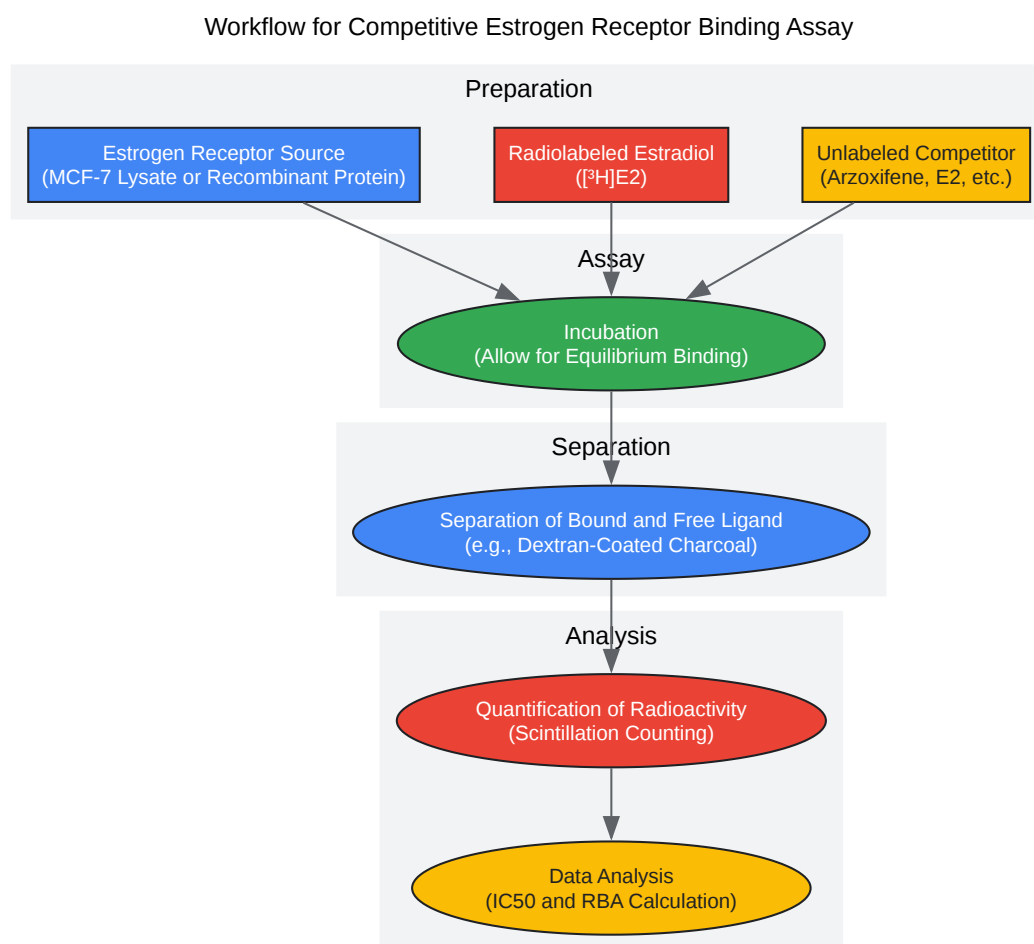 Workflow for Competitive Estrogen Receptor Binding Assay
Preparation
Estrogen Receptor Source
(MCF-7 Lysate or Recombinant Protein)
Radiolabeled Estradiol
([³H]E2)
Unlabeled Competitor
(Arzoxifene, E2, etc.)
Assay
Incubation
(Allow for Equilibrium Binding)
Separation
Separation of Bound and Free Ligand
(e.g., Dextran-Coated Charcoal)
Analysis
Quantification of Radioactivity
(Scintillation Counting)
Data Analysis
(IC50 and RBA Calculation)